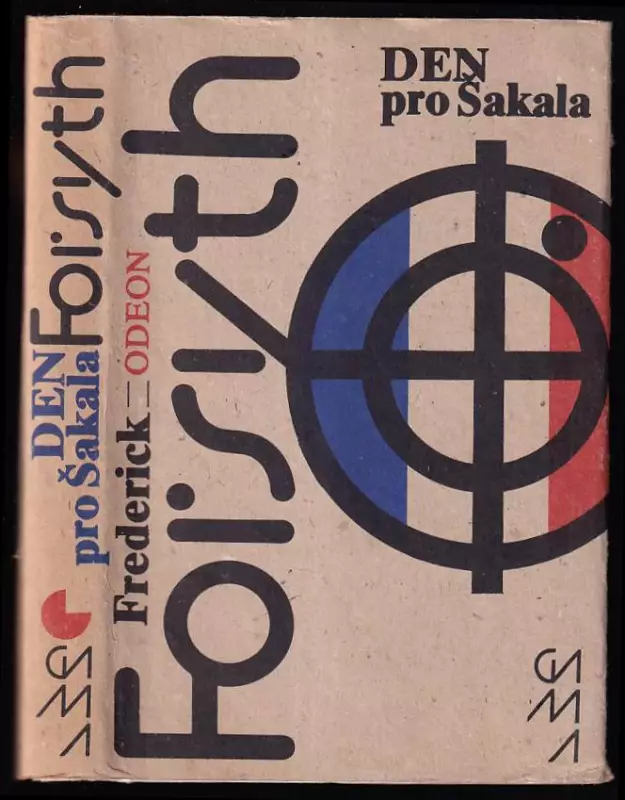 DEN
pro Šakala
Forsyth
Frederick
ODEON
Forsyth
DEN
pro Šakala